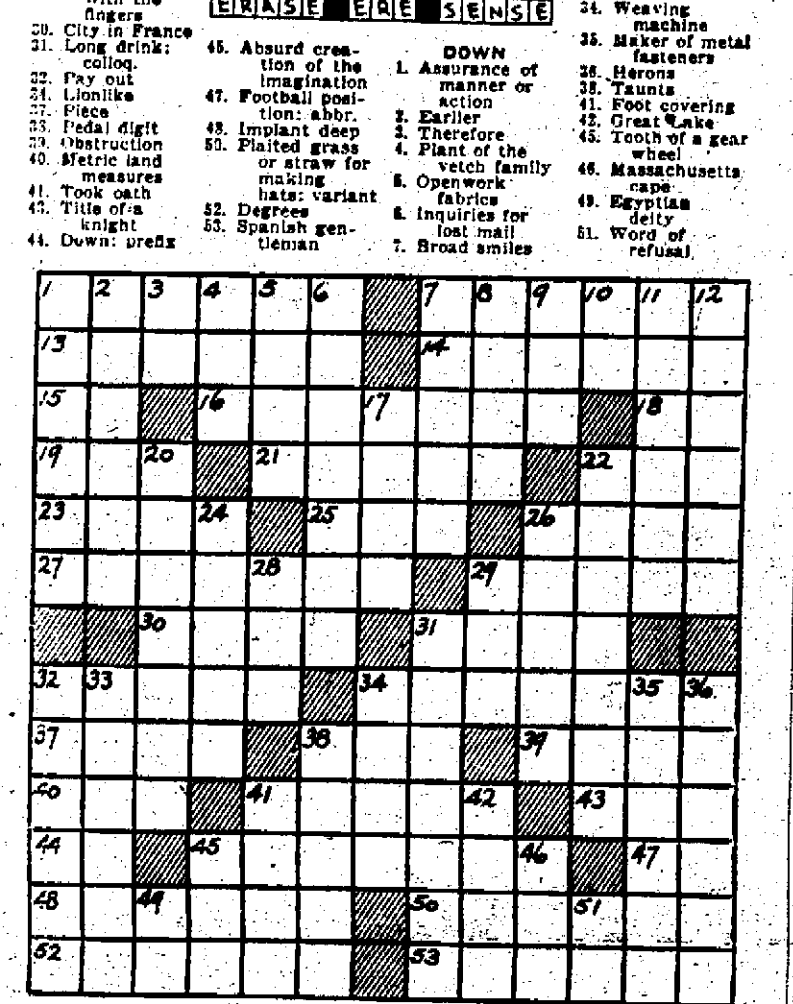 with the
fingers
30. City in France
31. Long drink;
colloq.
32. Pay out
34. Lionlike
37. Piece
38. Pedal digit
39. Obstruction
40. Metric land
measures
41. Took oath
43. Title of a
knight
44. Down: prefix
ERASE ERE SENSE
45. Absurd crea-
tion of the
imagination
47. Football posi-
tion: abbr.
48. Implant deep
50. Plaited grass
or straw for
making
hats: variant
52. Degrees
53. Spanish gen-
tleman
DOWN
1. Assurance of
manner or
action
2. Earlier
3. Therefore
4. Plant of the
vetch family
5. Openwork
fabrics
6. Inquiries for
lost mail
7. Broad smiles
34. Weaving
machine
35. Maker of metal
fasteners
36. Herons
38. Taunts
41. Foot covering
42. Great Lake
45. Tooth of a gear
wheel
46. Massachusetts
cape
49. Egyptian
deity
51. Word of
refusal
1 2 3 4 5 6 7 8 9 10 11 12
13 14
15 16 17 18
19 20 21 22
23 24 25 26
27 28 29
30 31
32 33 34 35 36
37 38 39
40 41 42 43
44 45 46 47
48 49 50 51
52 53